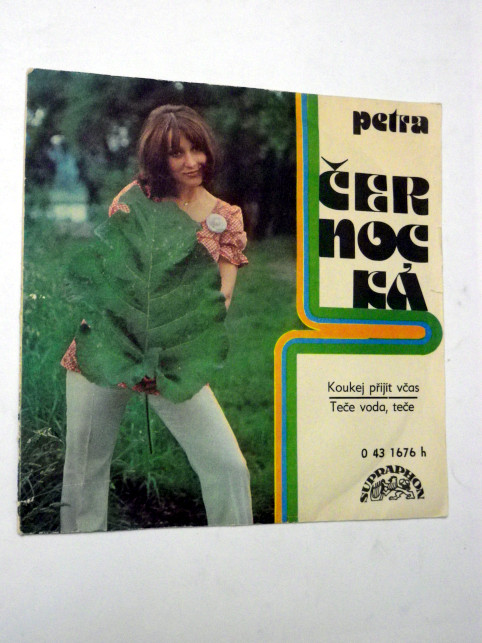 petra
ČER
NOC
KÁ
Koukej přijít včas
Teče voda, teče
0 43 1676 h
SUPRAPHON